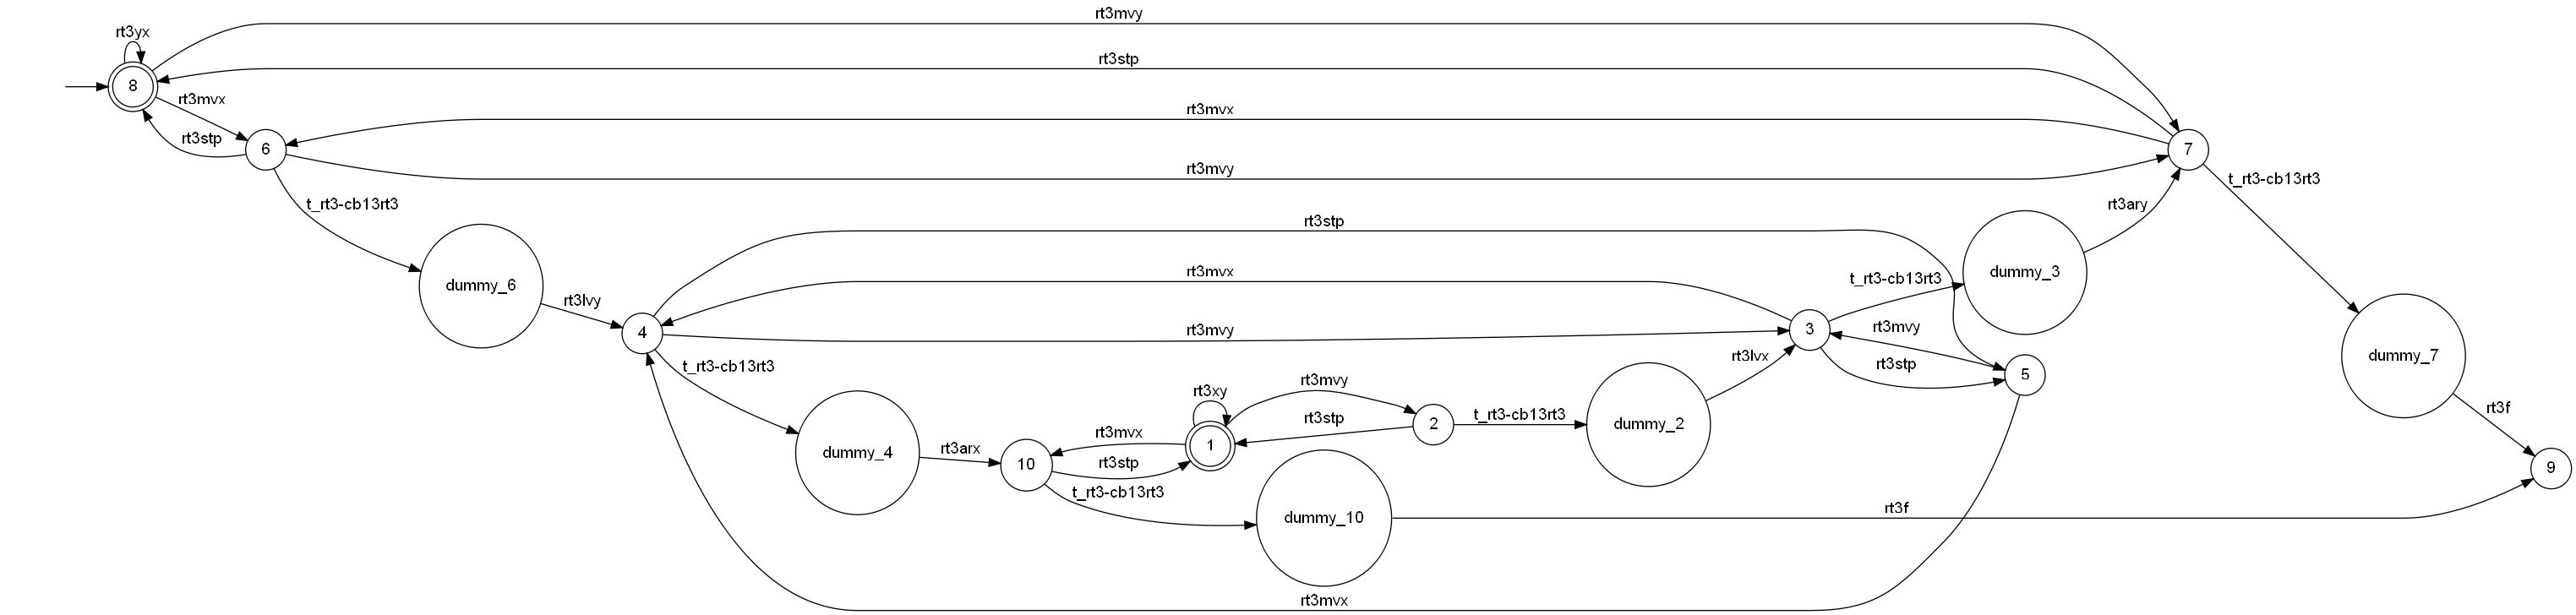 rt3mvy
rt3yx
rt3stp
8
rt3mvx
rt3mvx
rt3stp
6
7
rt3mvy
t_rt3-cb13rt3
t_rt3-cb13rt3
rt3ary
rt3stp
dummy_3
rt3mvx
t_rt3-cb13rt3
dummy_6
rt3lvy
4
rt3mvy
3
rt3mvy
dummy_7
rt3lvx
rt3stp
5
t_rt3-cb13rt3
rt3mvy
rt3xy
rt3f
t_rt3-cb13rt3
rt3stp
2
dummy_2
rt3mvx
1
dummy_4
rt3arx
10
rt3stp
9
t_rt3-cb13rt3
rt3f
dummy_10
rt3mvx